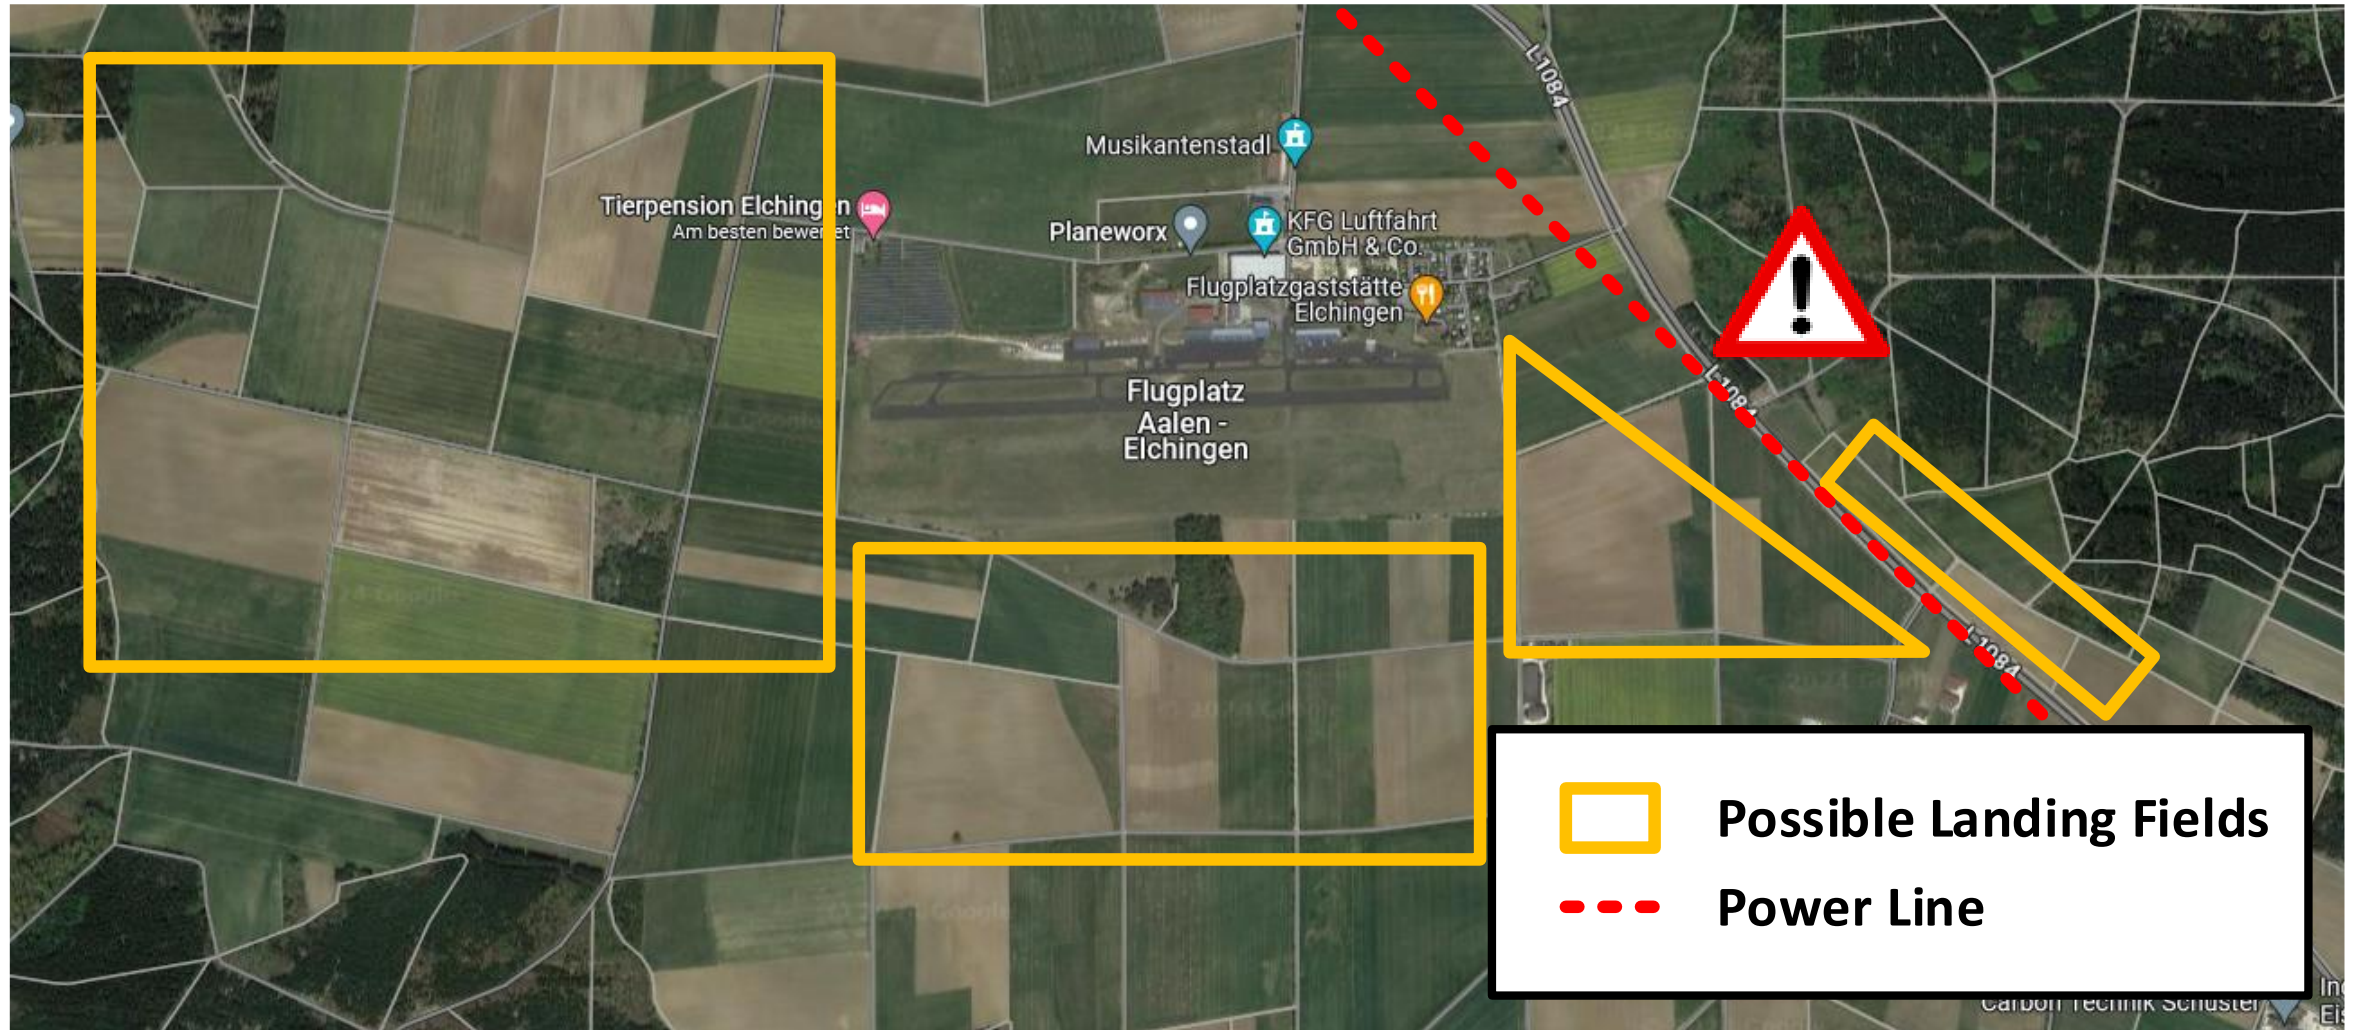 L1084
Musikantenstadl
Tierpension Elchingen
Am besten bewertet
Planeworx
KFG Luftfahrt
GmbH & Co.
Flugplatzgaststätte
Elchingen
Flugplatz
Aalen -
Elchingen
L1084
L1084
Possible Landing Fields
Power Line
Carbon Technik Schuster